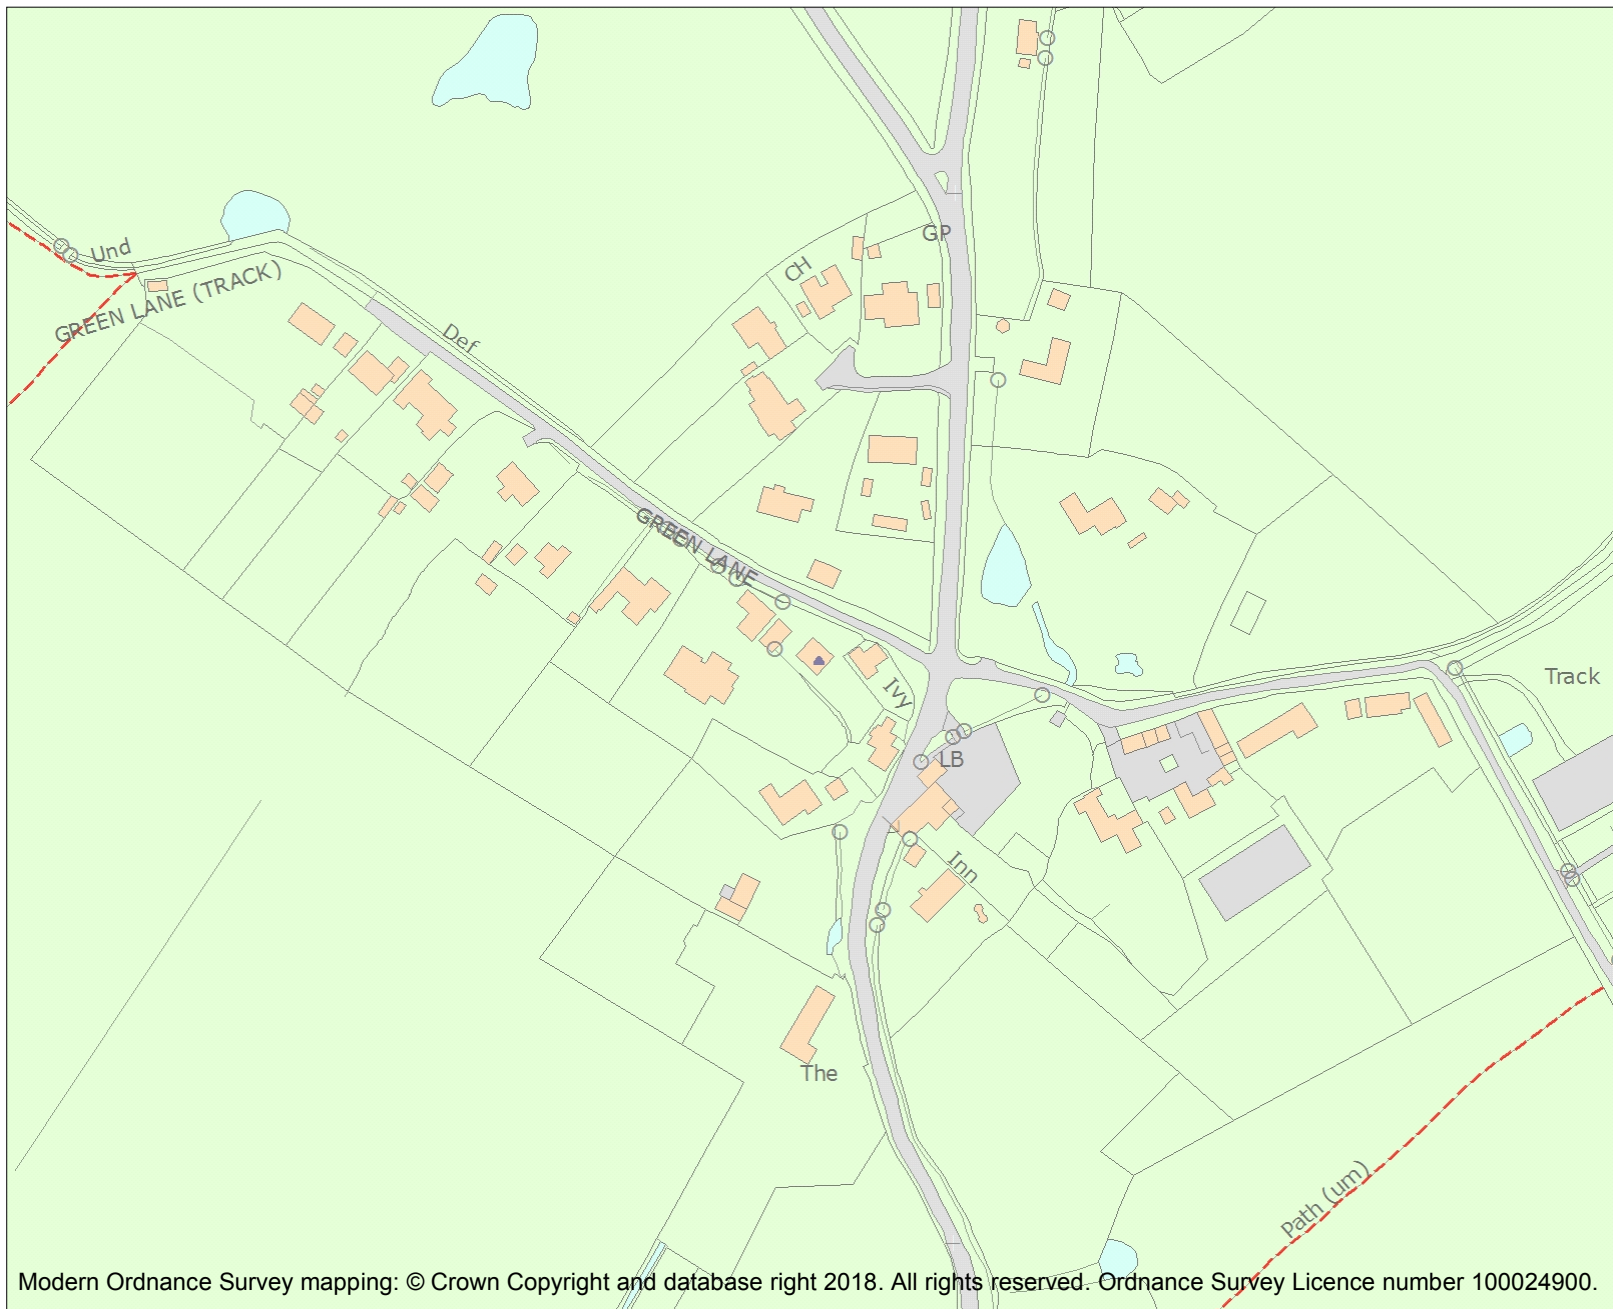 GP
Und
CH
GREEN LANE (TRACK)
Def
GREEN LANE
Track
Ivy
LB
Inn
The
Path (um)
Modern Ordnance Survey mapping: © Crown Copyright and database right 2018. All rights reserved. Ordnance Survey Licence number 100024900.